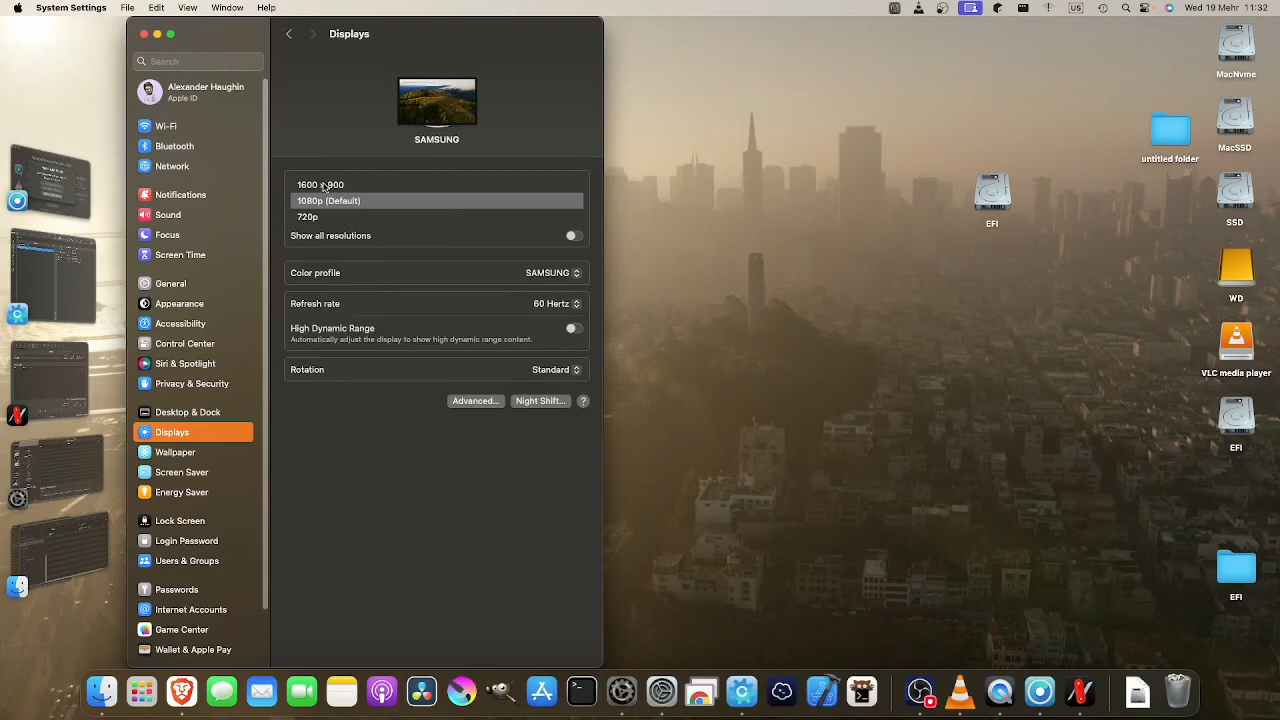 System Settings File Edit View Window Help
US
Wed 19 Mehr 11:32
Displays
Search
Alexander Haughin
Apple ID
Wi-Fi
Bluetooth
Network
Notifications
Sound
Focus
Screen Time
General
Appearance
Accessibility
Control Center
Siri & Spotlight
Privacy & Security
Desktop & Dock
Displays
Wallpaper
Screen Saver
Energy Saver
Lock Screen
Login Password
Users & Groups
Passwords
Internet Accounts
Game Center
Wallet & Apple Pay
SAMSUNG
1600 x 900
1080p (Default)
720p
Show all resolutions
Color profile SAMSUNG
Refresh rate 60 Hertz
High Dynamic Range
Automatically adjust the display to show high dynamic range content.
Rotation Standard
Advanced... Night Shift... ?
MacNvme
untitled folder
MacSSD
EFI
SSD
WD
VLC media player
EFI
EFI